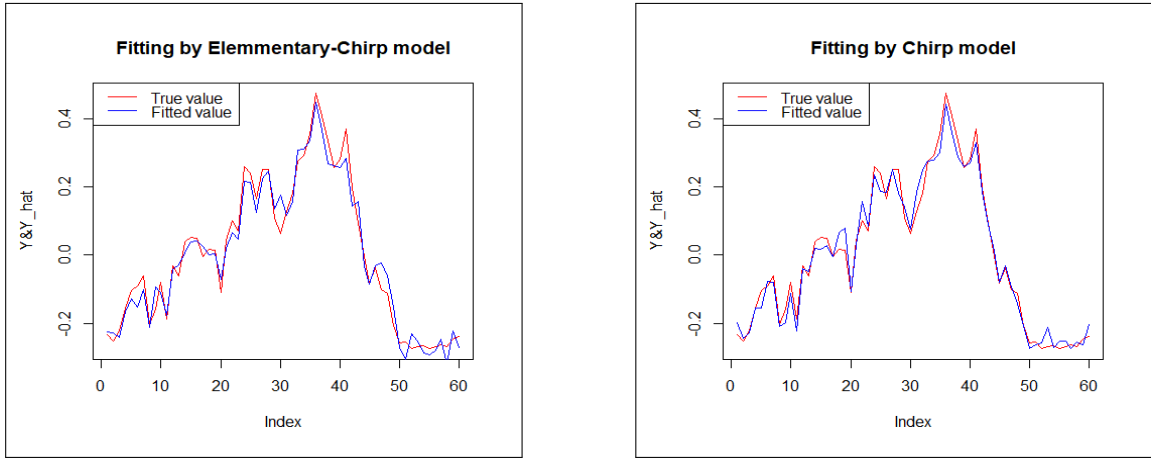 Fitting by Elemmentary-Chirp model
True value
Fitted value
Y&Y_hat
0.4
0.2
0.0
-0.2
0 10 20 30 40 50 60
Index
Fitting by Chirp model
True value
Fitted value
Y&Y_hat
0.4
0.2
0.0
-0.2
0 10 20 30 40 50 60
Index